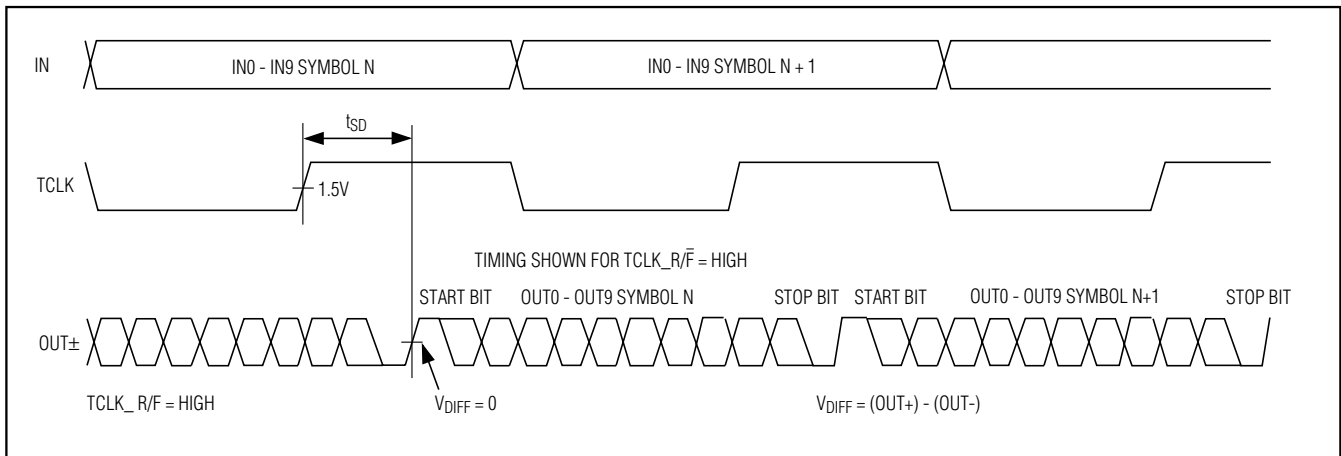 IN
IN0 - IN9 SYMBOL N
IN0 - IN9 SYMBOL N + 1
tSD
TCLK
1.5V
TIMING SHOWN FOR TCLK_R/F̅ = HIGH
START BIT
OUT0 - OUT9 SYMBOL N
STOP BIT
START BIT
OUT0 - OUT9 SYMBOL N+1
STOP BIT
OUT±
TCLK_ R/F = HIGH
VDIFF = 0
VDIFF = (OUT+) - (OUT-)